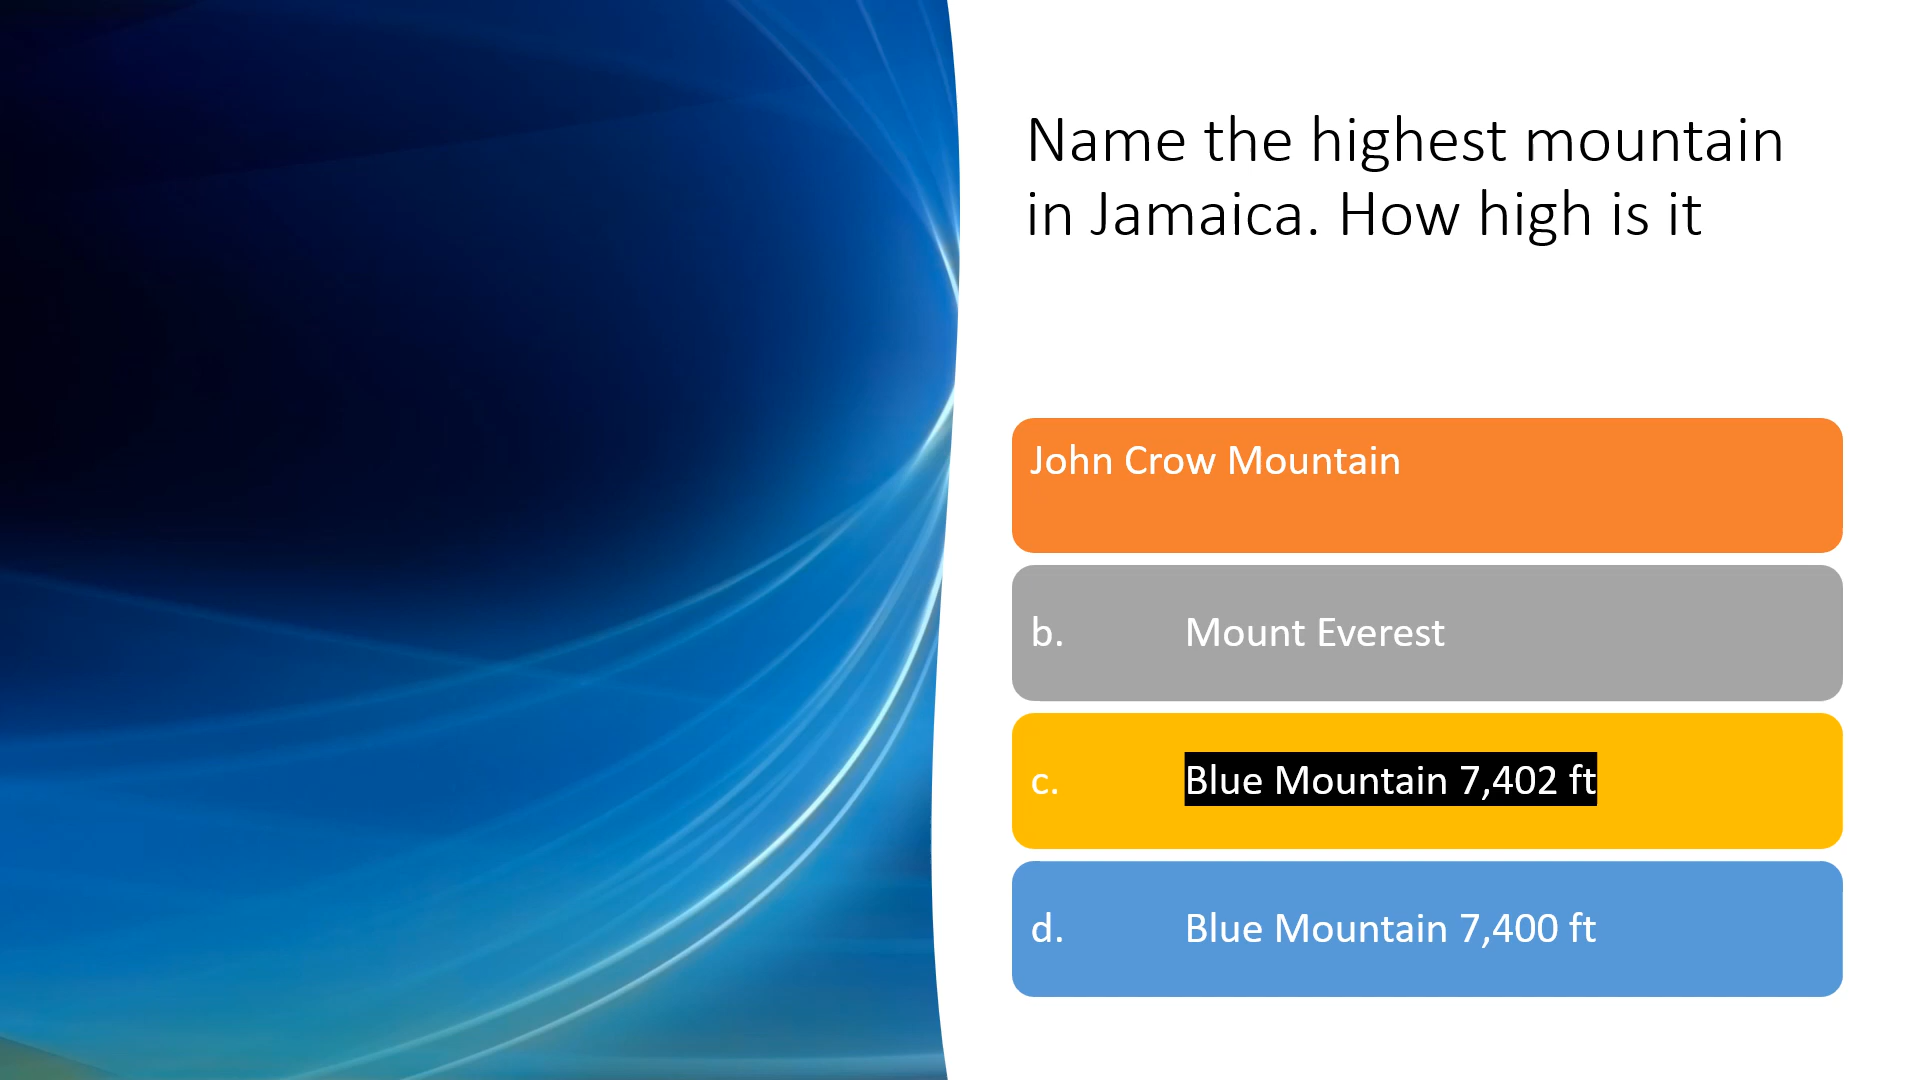 Name the highest mountain
in Jamaica. How high is it
John Crow Mountain
b. Mount Everest
c. Blue Mountain 7,402 ft
d. Blue Mountain 7,400 ft